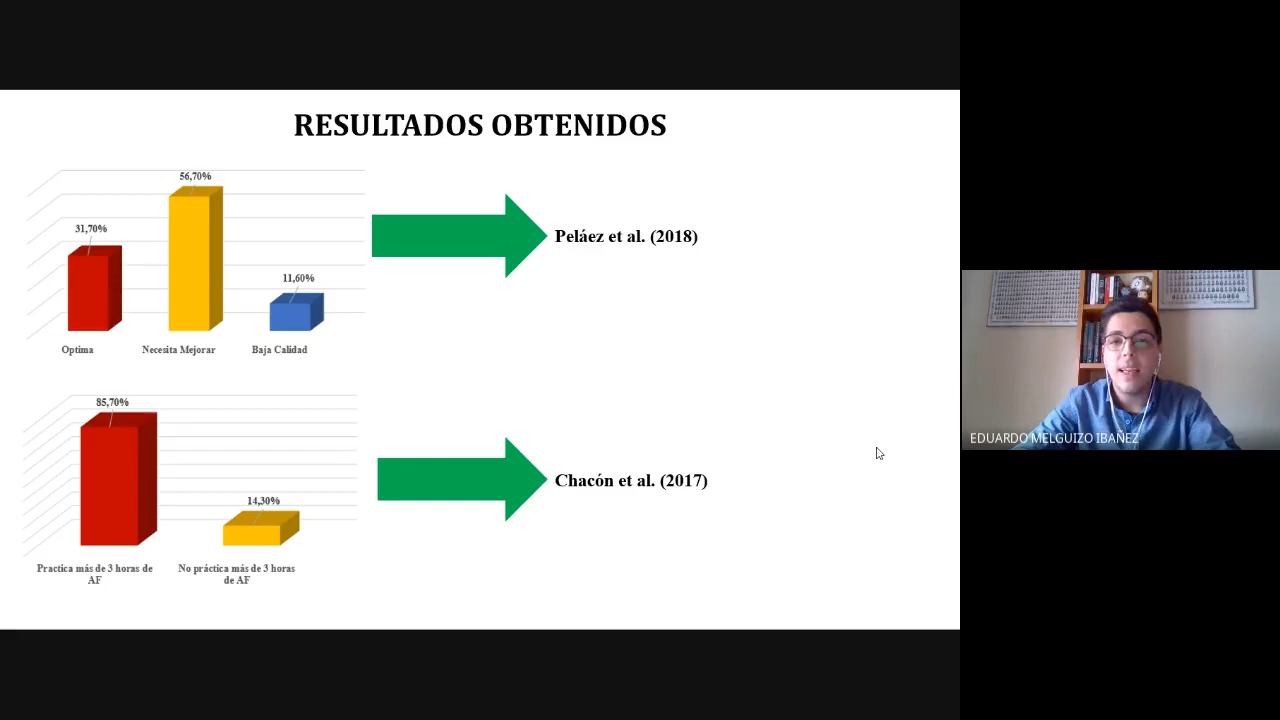 RESULTADOS OBTENIDOS
56,70%
31,70%
11,60%
Optima
Necesita Mejorar
Baja Calidad
Peláez et al. (2018)
85,70%
14,30%
Practica más de 3 horas de
AF
No práctica más de 3 horas
de AF
Chacón et al. (2017)
EDUARDO MELGUIZO IBAÑEZ